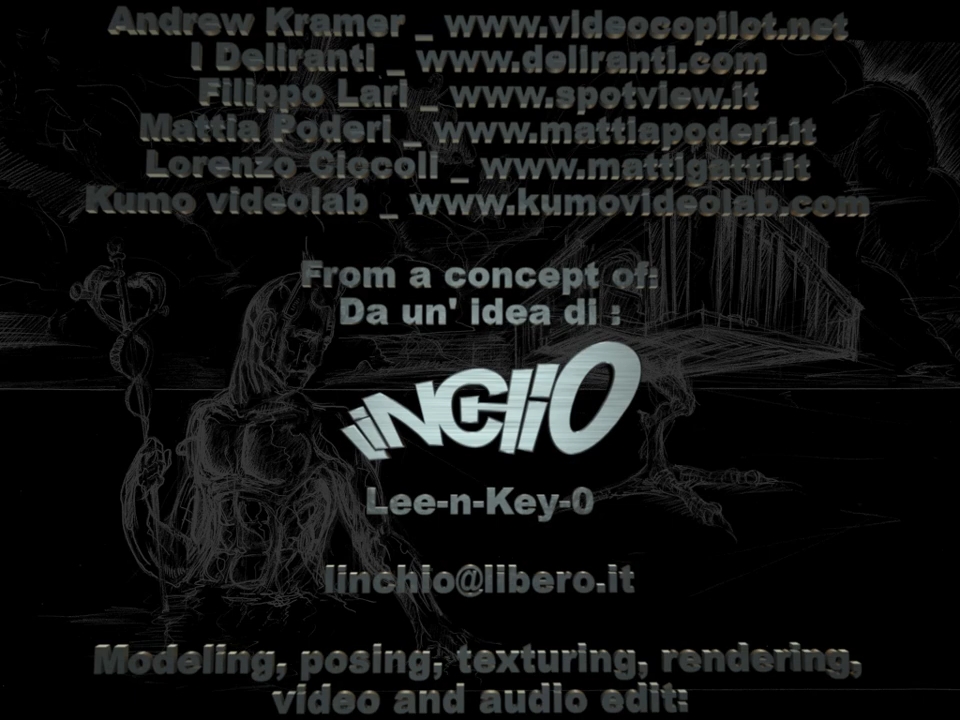 Andrew Kramer _ www.videocopilot.net
I Deliranti _ www.deliranti.com
Filippo Lari _ www.spotview.it
Mattia Poderi _ www.mattiapoderi.it
Lorenzo Ciocoli _ www.mattigatti.it
Kumo videolab _ www.kumovideolab.com
From a concept of:
Da un' idea di :
LiNCHiO
Lee-n-Key-0
linchio@libero.it
Modeling, posing, texturing, rendering,
video and audio edit: